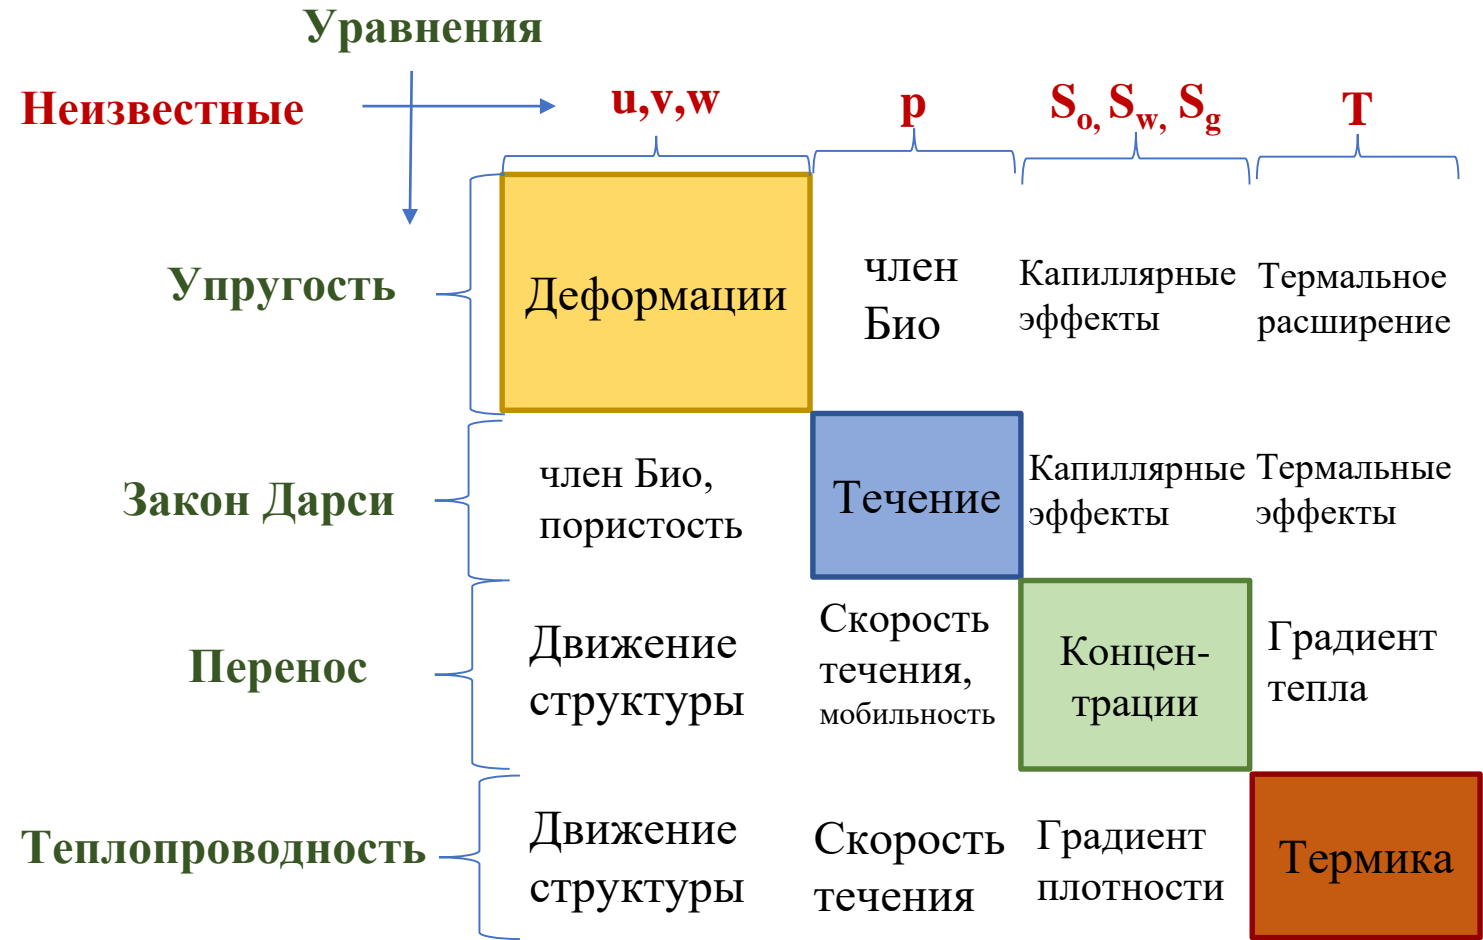 Уравнения
Неизвестные
u,v,w
p
So, Sw, Sg
T
Упругость
Деформации
член
Био
Капиллярные
эффекты
Термальное
расширение
Закон Дарси
член Био,
пористость
Течение
Капиллярные
эффекты
Термальные
эффекты
Перенос
Движение
структуры
Скорость
течения,
мобильность
Концен-
трации
Градиент
тепла
Теплопроводность
Движение
структуры
Скорость
течения
Градиент
плотности
Термика